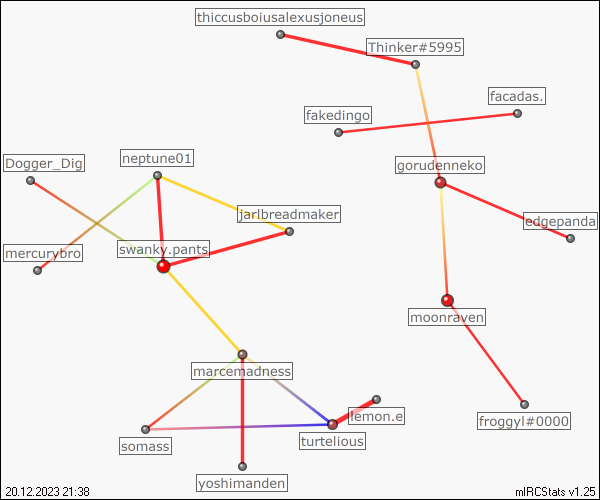 thiccusboiusalexusjoneus
Thinker#5995
facadas.
fakedingo
neptune01
Dogger_Dig
gorudenneko
jarlbreadmaker
edgepanda
swanky.pants
mercurybro
moonraven
marcemadness
lemon.e
froggyl#0000
turtelious
somass
yoshimanden
20.12.2023 21:38
mIRCStats v1.25